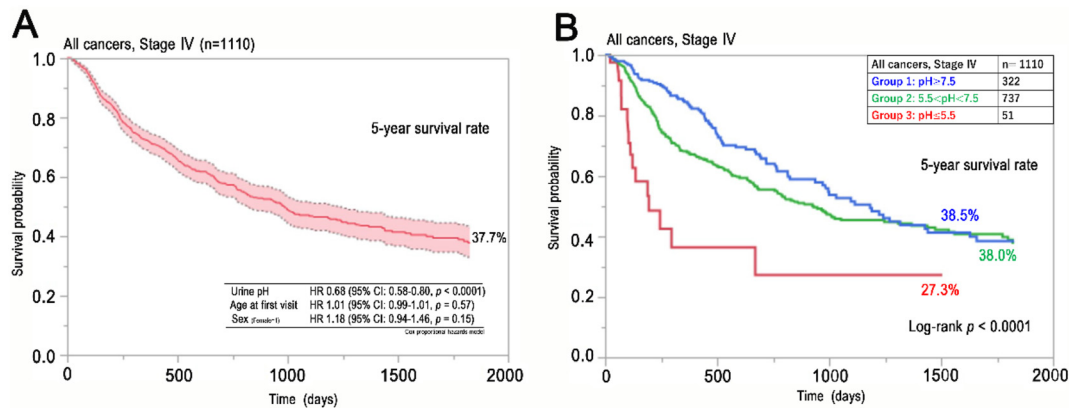 A
All cancers, Stage IV (n=1110)
1.0
0.8
0.6
0.4
0.2
0.0
Survival probability
5-year survival rate
37.7%
Urine pH HR 0.68 (95% CI: 0.58-0.80, p < 0.0001)
Age at first visit HR 1.01 (95% CI: 0.99-1.01, p = 0.57)
Sex (Female=1) HR 1.18 (95% CI: 0.94-1.46, p = 0.15)
Cox proportional hazards model
0 500 1000 1500 2000
Time (days)
B
All cancers, Stage IV
All cancers, Stage IV n= 1110
Group 1: pH>7.5 322
Group 2: 5.5<pH<7.5 737
Group 3: pH≤5.5 51
1.0
0.8
0.6
0.4
0.2
0.0
Survival probability
5-year survival rate
38.5%
38.0%
27.3%
Log-rank p < 0.0001
0 500 1000 1500 2000
Time (days)